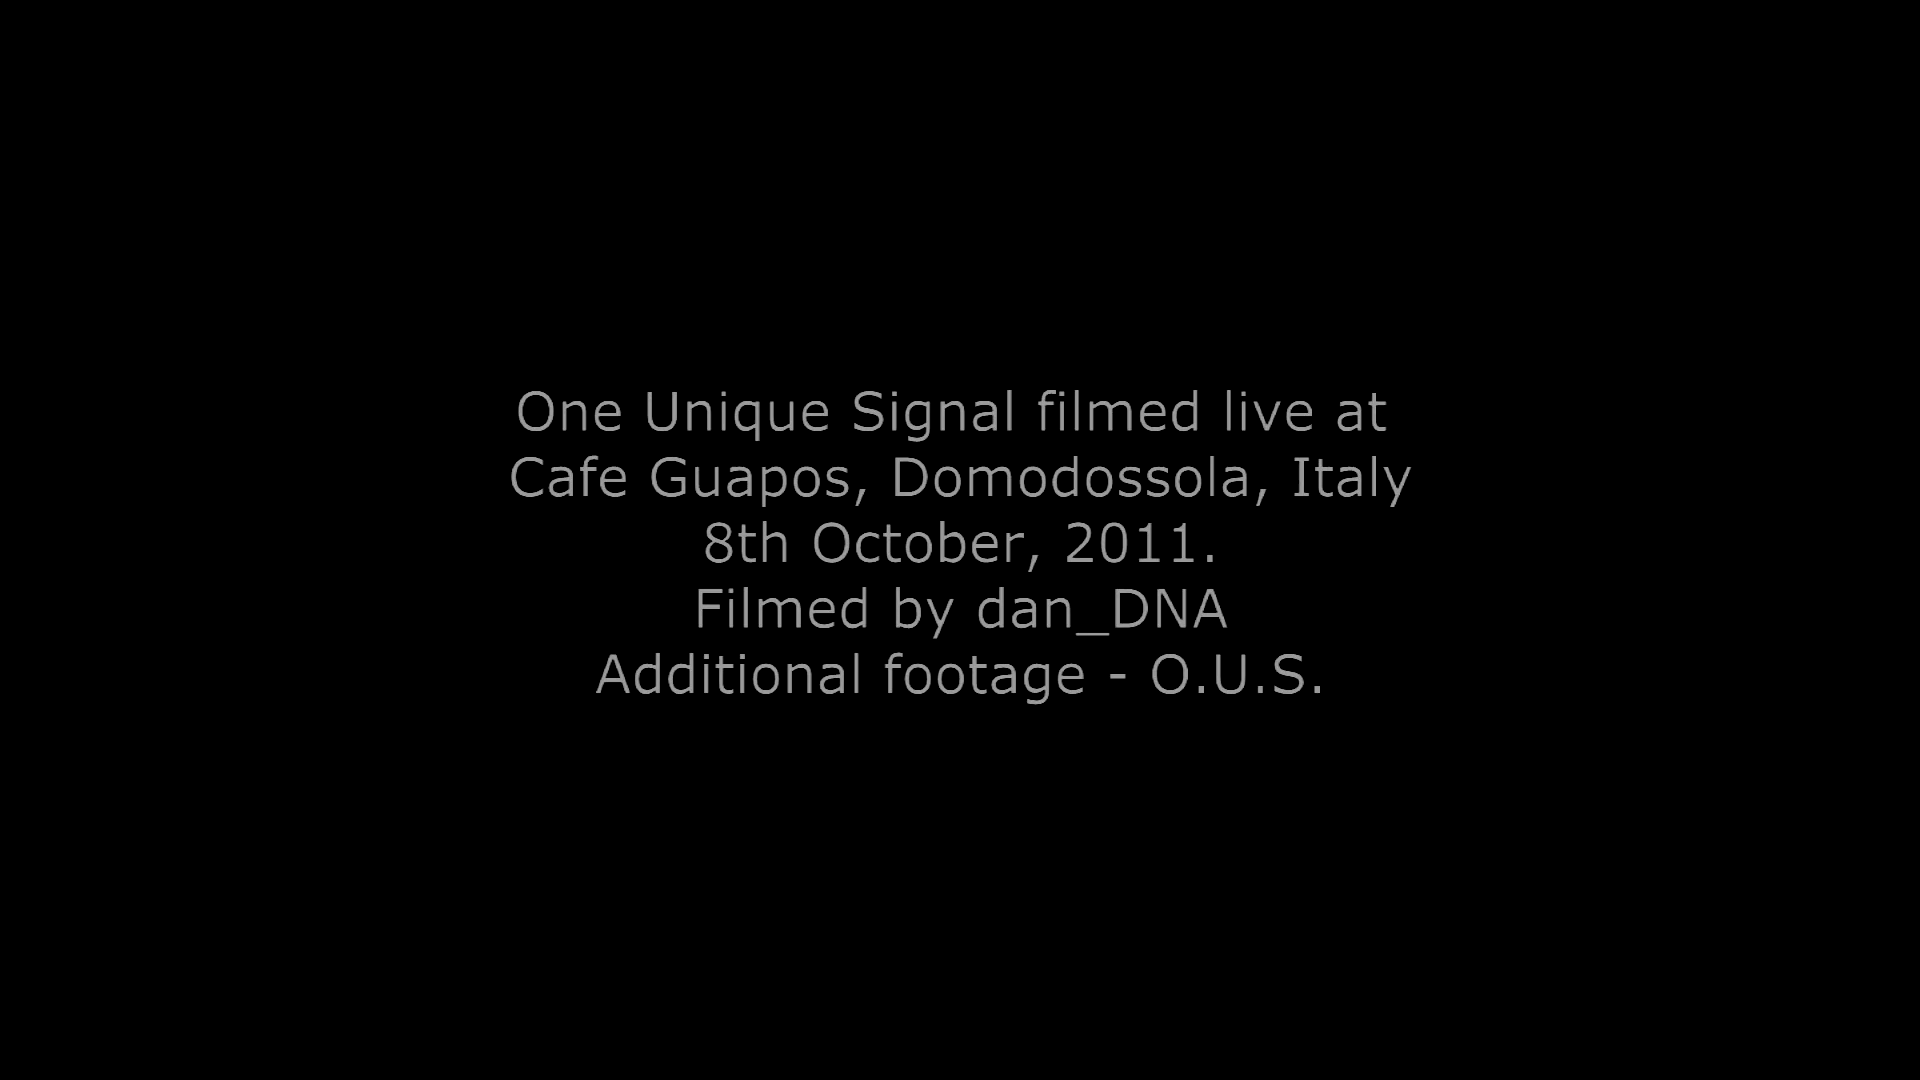 One Unique Signal filmed live at
Cafe Guapos, Domodossola, Italy
8th October, 2011.
Filmed by dan_DNA
Additional footage - O.U.S.